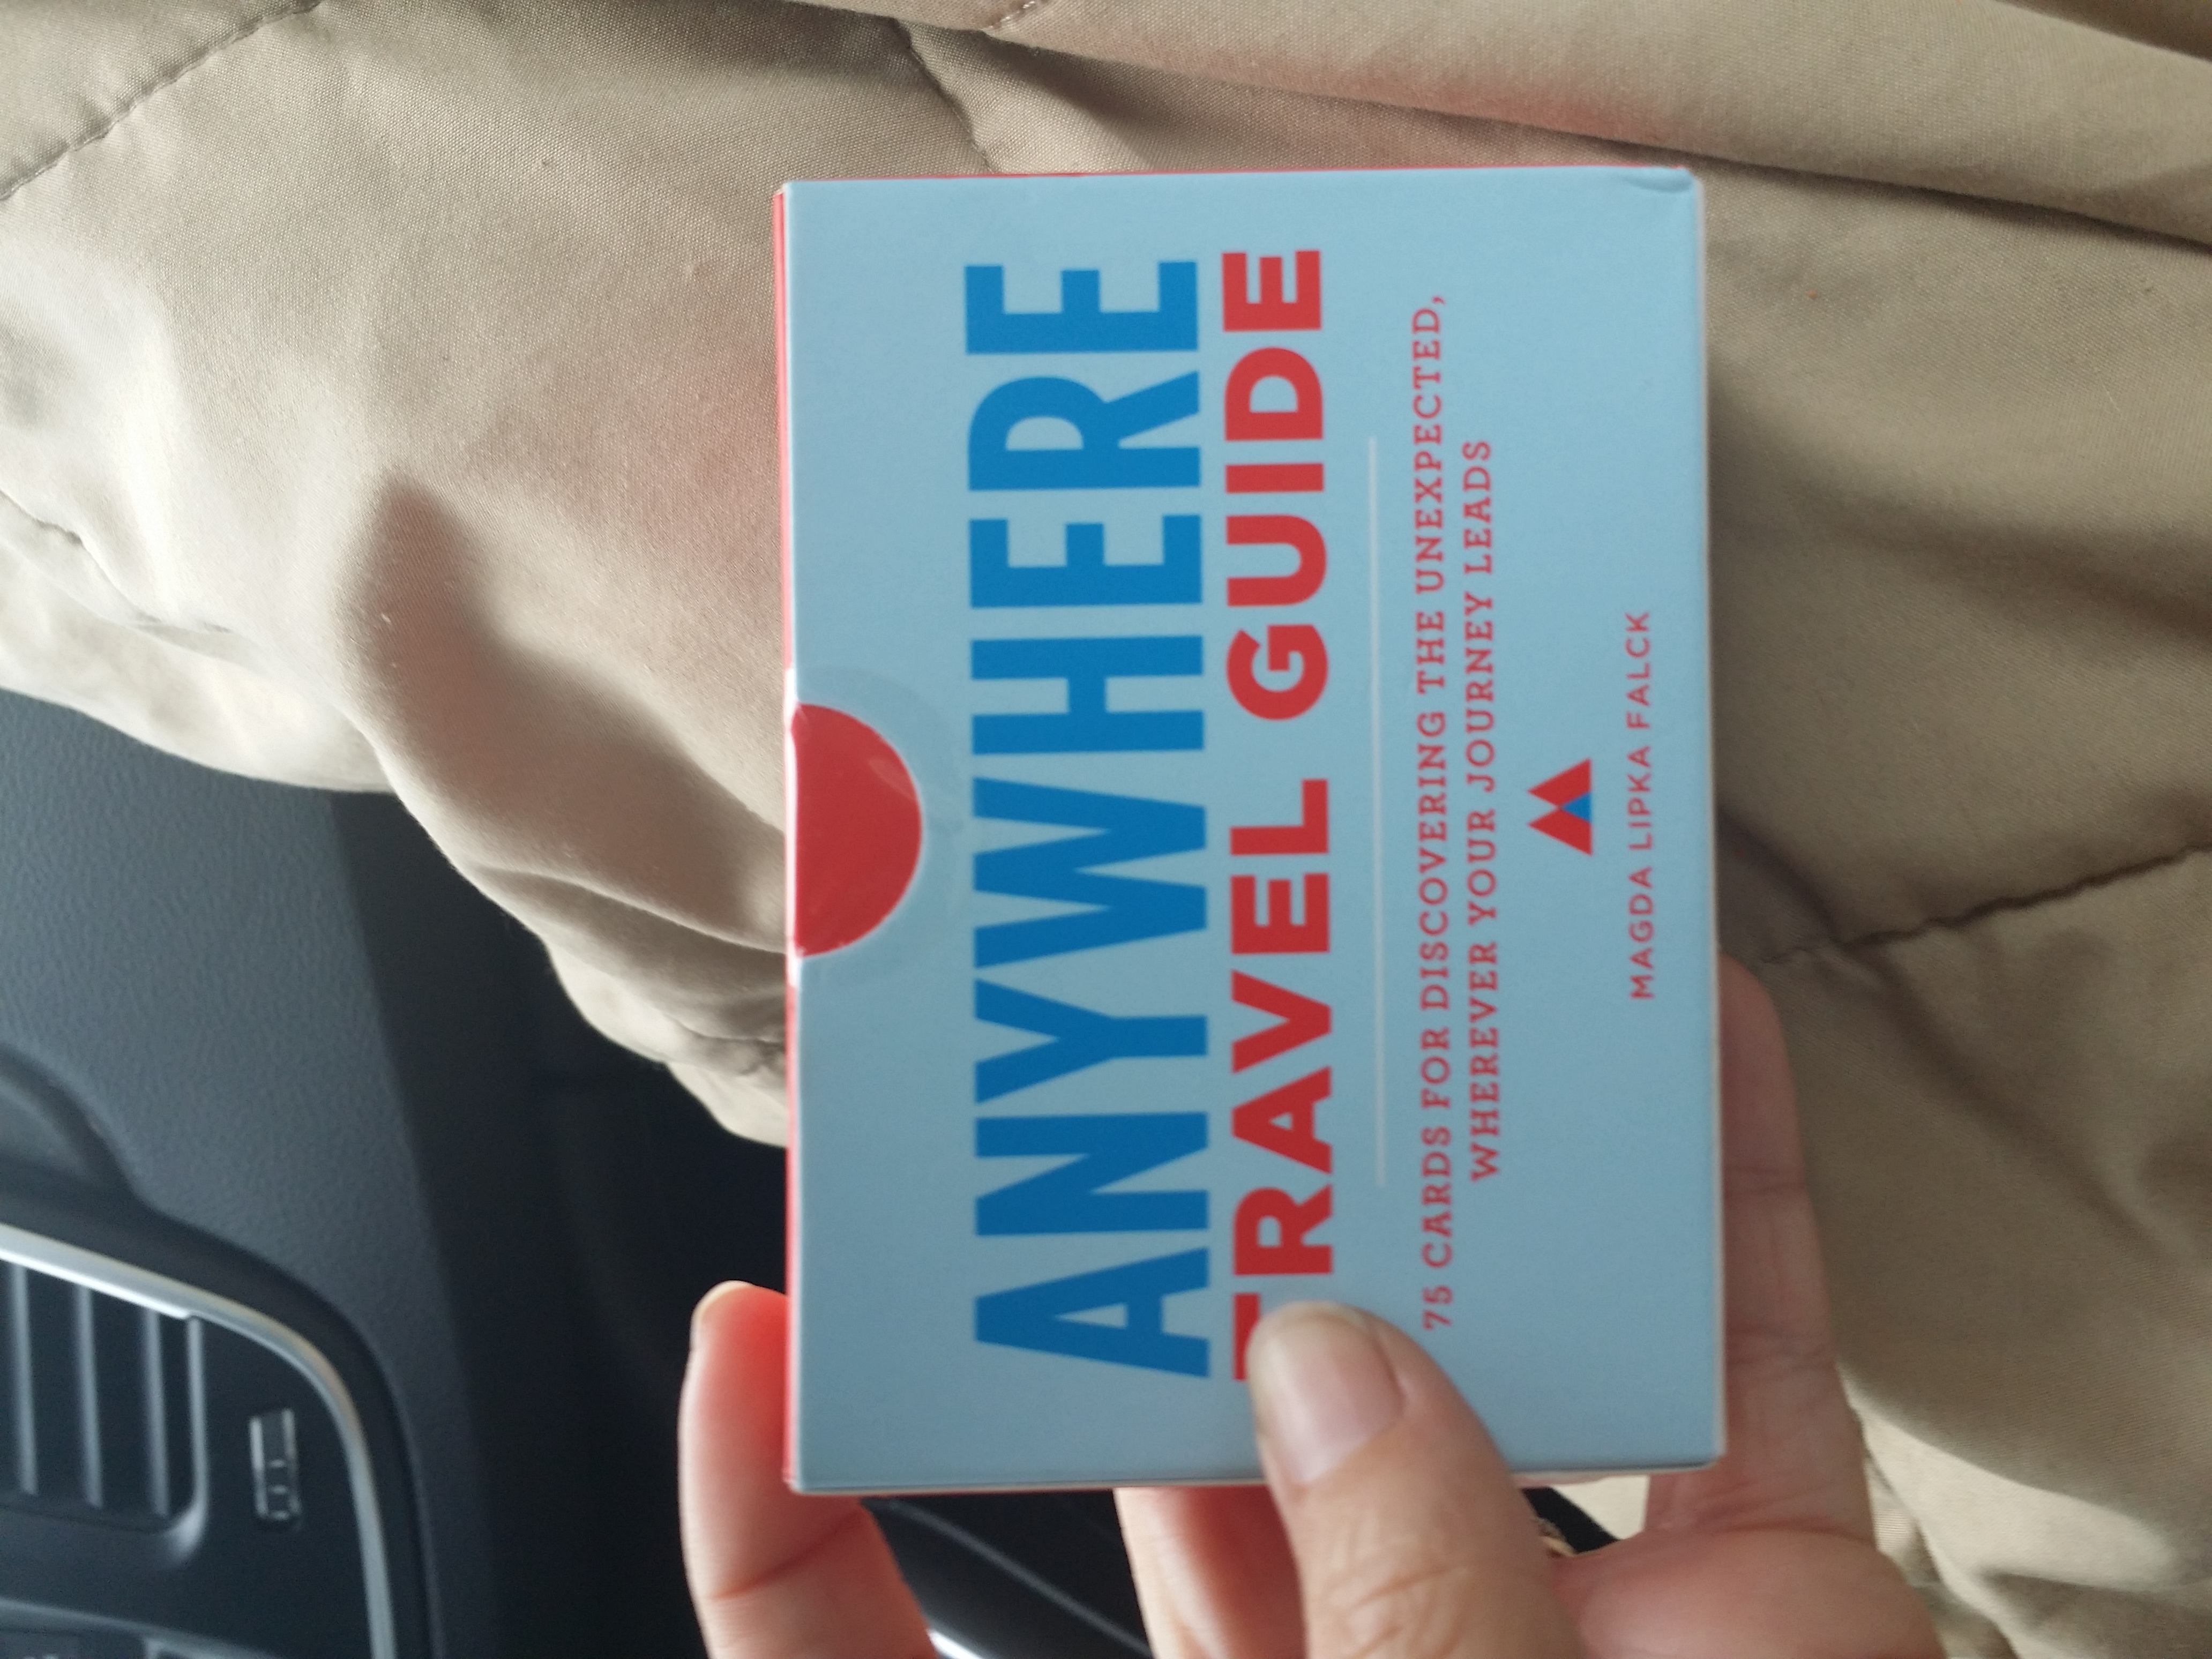 ANYWHERE
TRAVEL GUIDE
75 CARDS FOR DISCOVERING THE UNEXPECTED,
WHEREVER YOUR JOURNEY LEADS
MAGDA LIPKA FALCK